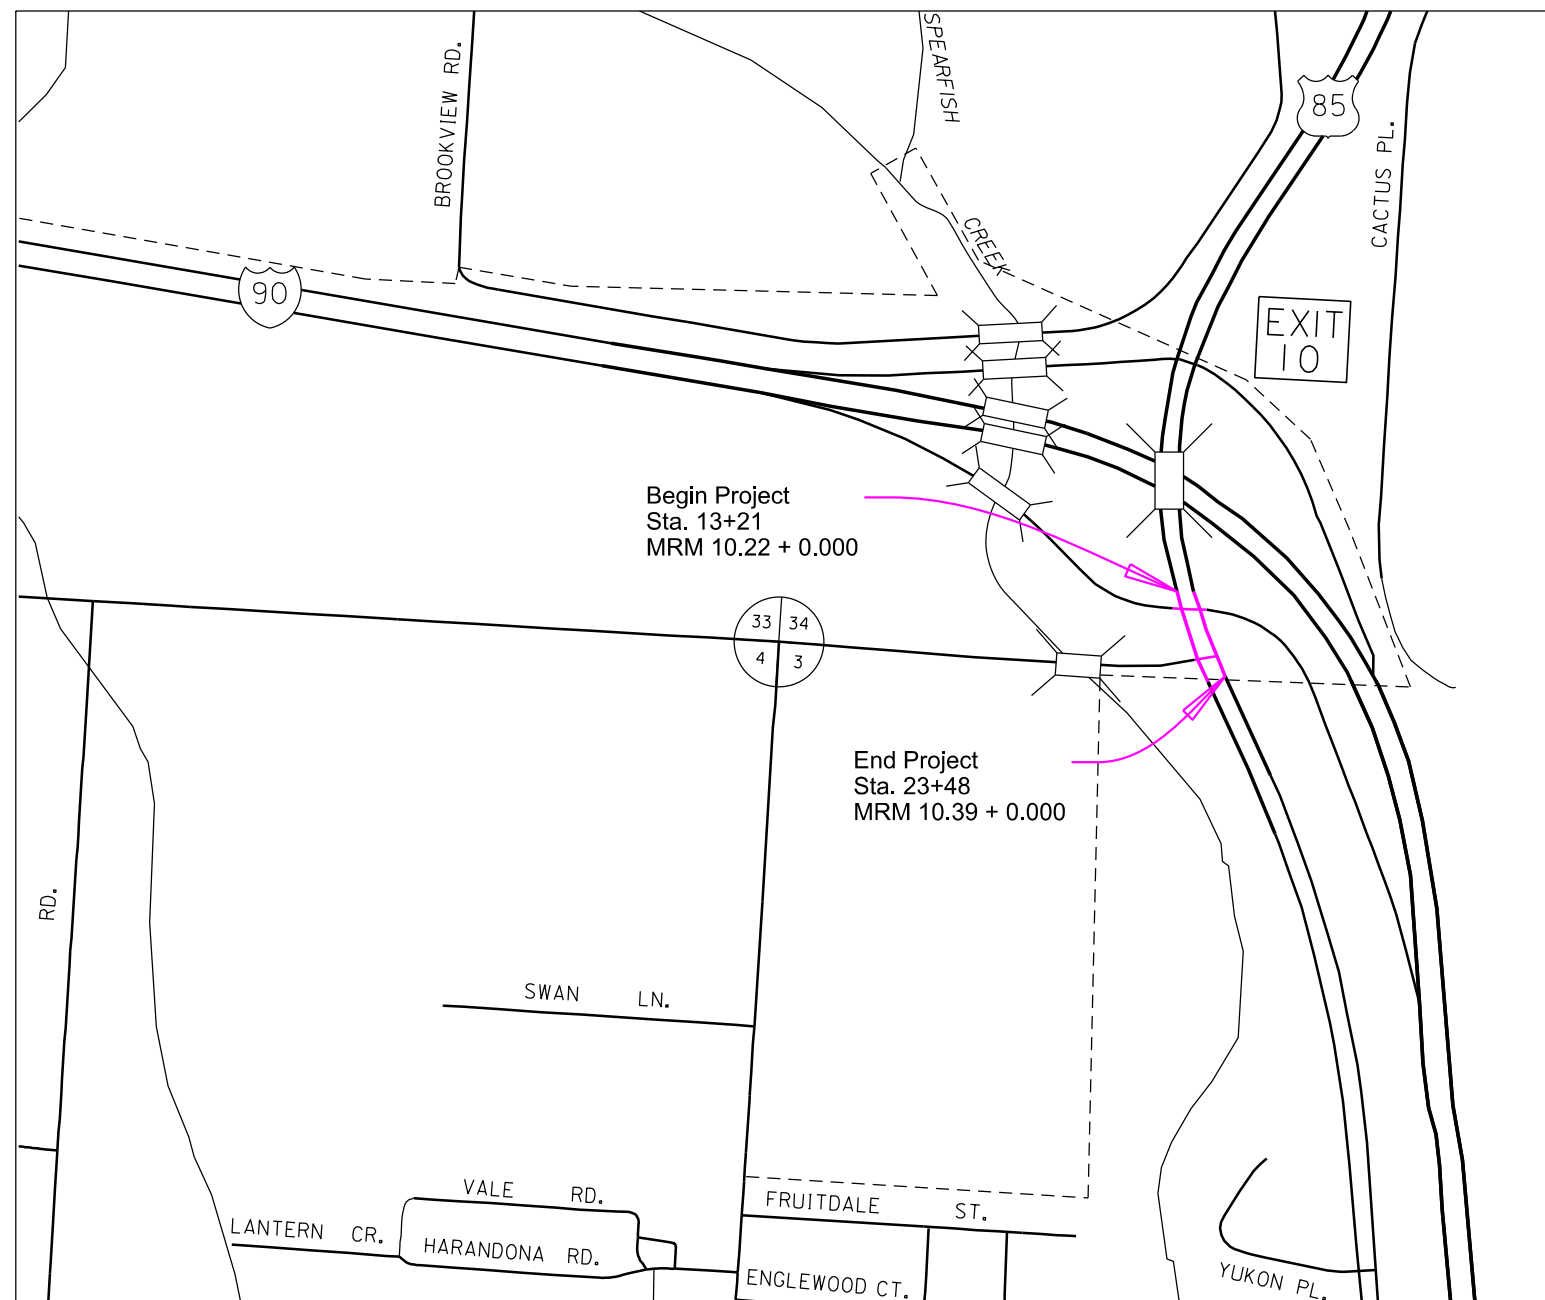 SPEARFISH
BROOKVIEW RD.
85
CACTUS PL.
CREEK
90
EXIT
10
Begin Project
Sta. 13+21
MRM 10.22 + 0.000
33 34
4 3
End Project
Sta. 23+48
MRM 10.39 + 0.000
RD.
SWAN LN.
VALE RD.
FRUITDALE ST.
LANTERN CR.
HARANDONA RD.
ENGLEWOOD CT.
YUKON PL.